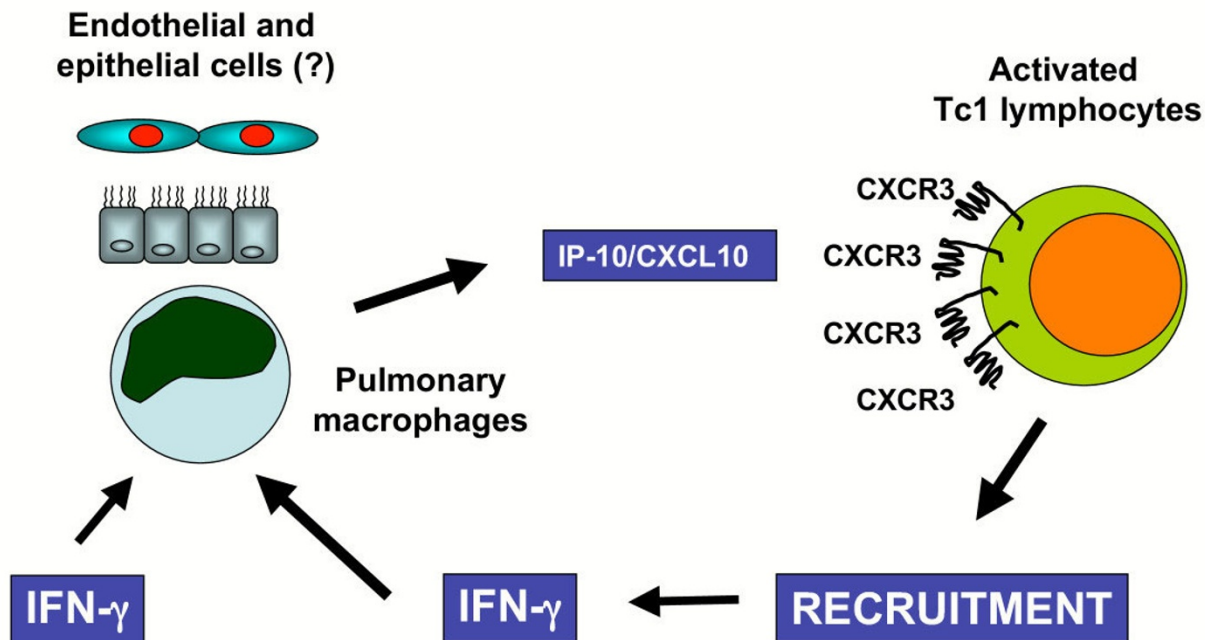 Endothelial and
epithelial cells (?)
Activated
Tc1 lymphocytes
CXCR3
IP-10/CXCL10
CXCR3
CXCR3
Pulmonary
macrophages
CXCR3
IFN-γ
IFN-γ
RECRUITMENT